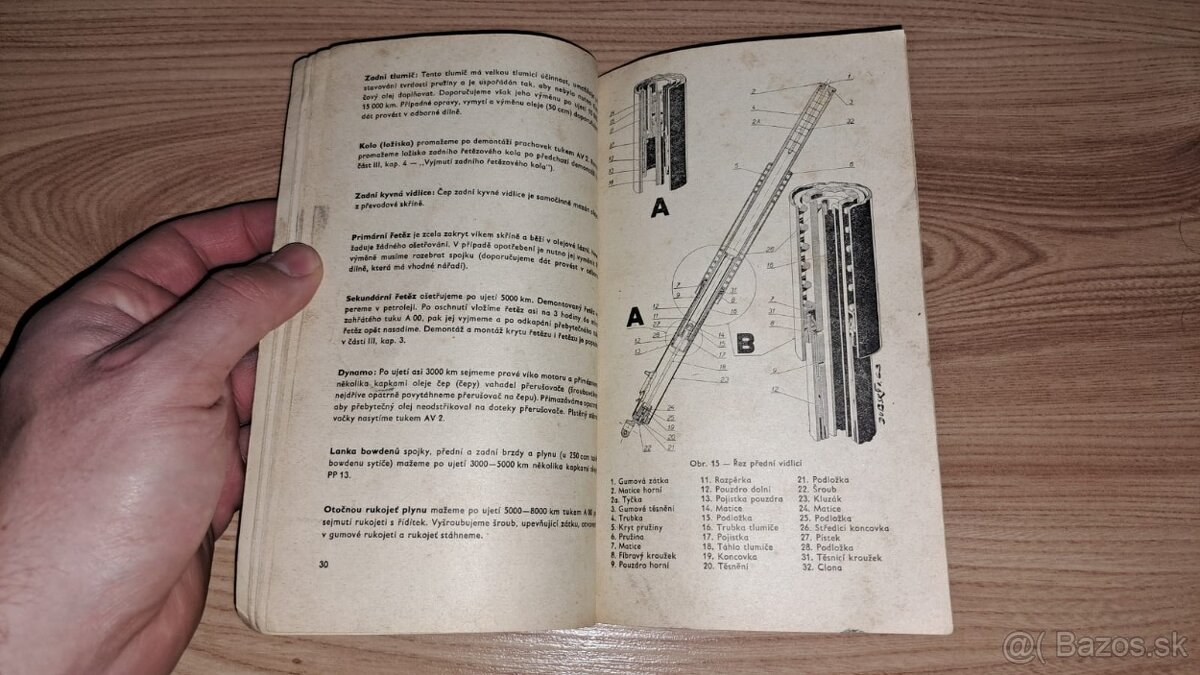 Zadní tlumič: Tento tlumič má velkou tlumicí účinnost,
stavování tvrdosti pružiny a je uspořádán tak, aby nebylo nutno
čový olej doplňovat. Doporučujeme však jeho výměnu po ujetí
15 000 km. Případné opravy, vymytí a výměnu oleje (50 ccm)
dát provést v odborné dílně.
Kolo (ložiska) promažeme po demontáži prachovek tukem AV 2.
promažeme ložisko zadního řetězového kola po předchozí
část III, kap. 4 — „Vyjmutí zadního řetězového kola“).
Zadní kyvná vidlice: Čep zadní kyvné vidlice je samočinně mazán
z převodové skříně.
Primární řetěz je zcela zakryt víkem skříně a běží v olejové lázni,
žaduje žádného ošetřování. V případě opotřebení je nutno jej vyměnit.
výměně musíme rozebrat spojku (doporučujeme dát provést v
dílně, která má vhodné nářadí).
Sekundární řetěz ošetřujeme po ujetí 5000 km. Demontovaný
pereme v petroleji. Po oschnutí vložíme řetěz asi na 3 hodiny do
zahřátého tuku A 00, pak jej vyjmeme a po odkapání přebytečného
řetěz opět nasadíme. Demontáž a montáž krytu řetězu i řetězu je
v části III, kap. 3.
Dynamo: Po ujetí asi 3000 km sejmeme pravé víko motoru a
několika kapkami oleje čep (čepy) vahadel přerušovače
nejdříve opatrně povytáhneme přerušovač na čepu). Přimazáváme
aby přebytečný olej neodstřikoval na doteky přerušovače. Plstěný
vačky nasytíme tukem AV 2.
Lanka bowdenů spojky, přední a zadní brzdy a plynu (u 250 ccm
bowdenu sytiče) mažeme po ujetí 3000—5000 km několika kapkami
PP 13.
Otočnou rukojeť plynu mažeme po ujetí 5000—8000 km tukem A 00
sejmutí rukojeti s řídítek. Vyšroubujeme šroub, upevňující zátku,
v gumové rukojeti a rukojeť stáhneme.
30
A
A
B
Obr. 15 — Řez přední vidlicí
1. Gumová zátka
2. Matice horní
2a. Tyčka
3. Gumové těsnění
4. Trubka
5. Kryt pružiny
6. Pružina
7. Matice
8. Fíbrový kroužek
9. Pouzdro horní
11. Rozpěrka
12. Pouzdro dolní
13. Pojistka pouzdra
14. Matice
15. Podložka
16. Trubka tlumiče
17. Pojistka
18. Táhlo tlumiče
19. Koncovka
20. Těsnění
21. Podložka
22. Šroub
23. Kluzák
24. Matice
25. Podložka
26. Středicí koncovka
27. Pístek
28. Podložka
31. Těsnicí kroužek
32. Clona
@( Bazos.sk